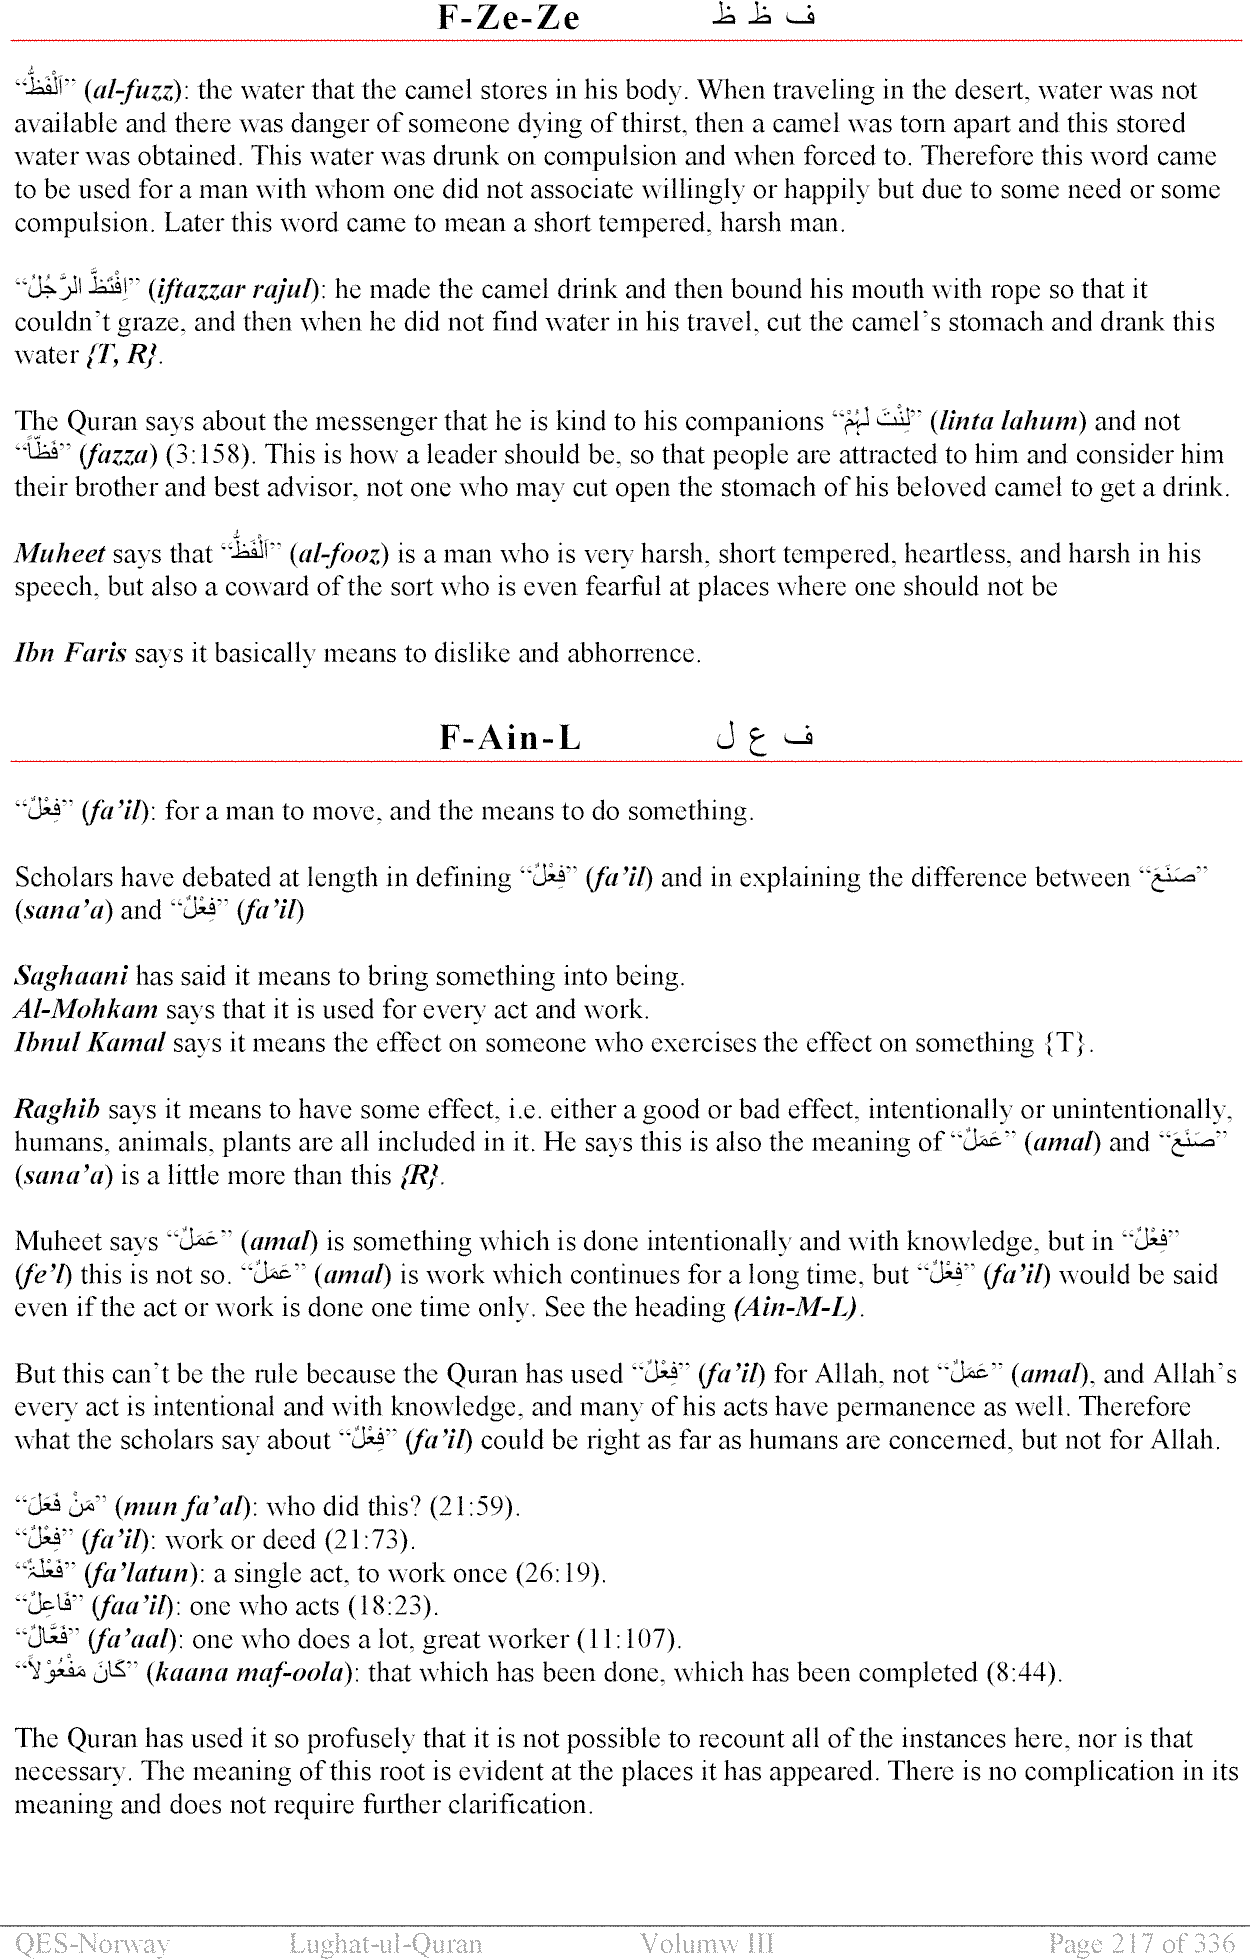 F-Ze-Ze ف ظ ظ
“اَلْفَظُّ” (al-fuzz): the water that the camel stores in his body. When traveling in the desert, water was not
available and there was danger of someone dying of thirst, then a camel was torn apart and this stored
water was obtained. This water was drunk on compulsion and when forced to. Therefore this word came
to be used for a man with whom one did not associate willingly or happily but due to some need or some
compulsion. Later this word came to mean a short tempered, harsh man.
“اِفْتَظَّ الرَّجُلُ” (iftazzar rajul): he made the camel drink and then bound his mouth with rope so that it
couldn’t graze, and then when he did not find water in his travel, cut the camel’s stomach and drank this
water {T, R}.
The Quran says about the messenger that he is kind to his companions “لِنْتَ لَہُمْ” (linta lahum) and not
“فَظّاً” (fazza) (3:158). This is how a leader should be, so that people are attracted to him and consider him
their brother and best advisor, not one who may cut open the stomach of his beloved camel to get a drink.
Muheet says that “اَلْفَظُّ” (al-fooz) is a man who is very harsh, short tempered, heartless, and harsh in his
speech, but also a coward of the sort who is even fearful at places where one should not be
Ibn Faris says it basically means to dislike and abhorrence.
F-Ain-L ف ع ل
“فِعْلٌ” (fa’il): for a man to move, and the means to do something.
Scholars have debated at length in defining “فِعْلٌ” (fa’il) and in explaining the difference between “صَنَعَ”
(sana’a) and “فِعْلٌ” (fa’il)
Saghaani has said it means to bring something into being.
Al-Mohkam says that it is used for every act and work.
Ibnul Kamal says it means the effect on someone who exercises the effect on something {T}.
Raghib says it means to have some effect, i.e. either a good or bad effect, intentionally or unintentionally,
humans, animals, plants are all included in it. He says this is also the meaning of “عَمَلٌ” (amal) and “صَنَعَ”
(sana’a) is a little more than this {R}.
Muheet says “عَمَلٌ” (amal) is something which is done intentionally and with knowledge, but in “فِعْلٌ”
(fe’l) this is not so. “عَمَلٌ” (amal) is work which continues for a long time, but “فِعْلٌ” (fa’il) would be said
even if the act or work is done one time only. See the heading (Ain-M-L).
But this can’t be the rule because the Quran has used “فِعْلٌ” (fa’il) for Allah, not “عَمَلٌ” (amal), and Allah’s
every act is intentional and with knowledge, and many of his acts have permanence as well. Therefore
what the scholars say about “فِعْلٌ” (fa’il) could be right as far as humans are concerned, but not for Allah.
“مَنْ فَعَلَ” (mun fa’al): who did this? (21:59).
“فِعْلٌ” (fa’il): work or deed (21:73).
“فَعْلَۃٌ” (fa’latun): a single act, to work once (26:19).
“فَاعِلٌ” (faa’il): one who acts (18:23).
“فَعَّالٌ” (fa’aal): one who does a lot, great worker (11:107).
“کَانَ مَفْعُوْلاً” (kaana maf-oola): that which has been done, which has been completed (8:44).
The Quran has used it so profusely that it is not possible to recount all of the instances here, nor is that
necessary. The meaning of this root is evident at the places it has appeared. There is no complication in its
meaning and does not require further clarification.
QES-Norway Lughat-ul-Quran Volumw III Page 217 of 336